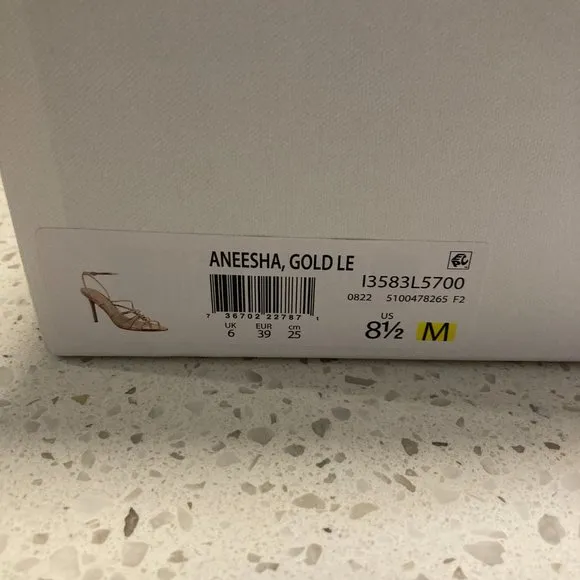 ANEESHA, GOLD LE
I3583L5700
7 36702 22787 1
0822 5100478265 F2
UK EUR cm
6 39 25
US
8½ M